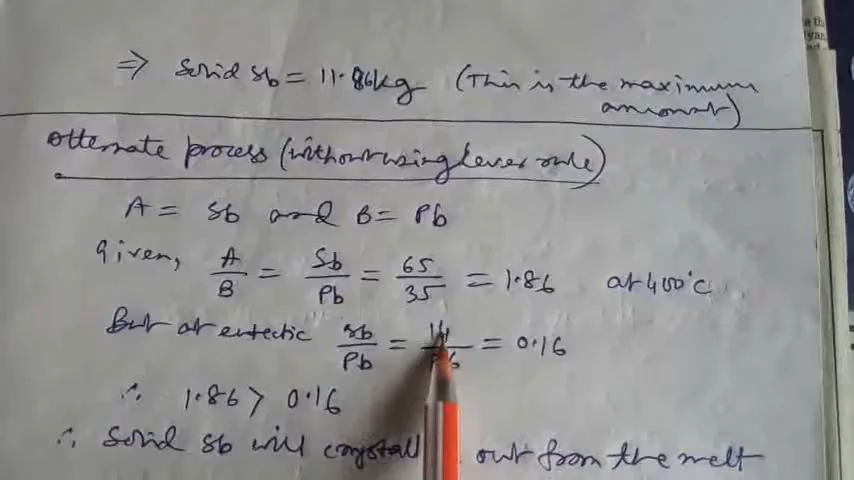 ⇒ Solid Sb = 11.86 kg (This is the maximum
amount)
Alternate process (without using lever rule)
A = Sb and B = Pb
Given, A/B = Sb/Pb = 65/35 = 1.86 at 400°C
But at eutectic Sb/Pb = = 0.16
∴ 1.86 > 0.16
∴ Solid Sb will out from the melt